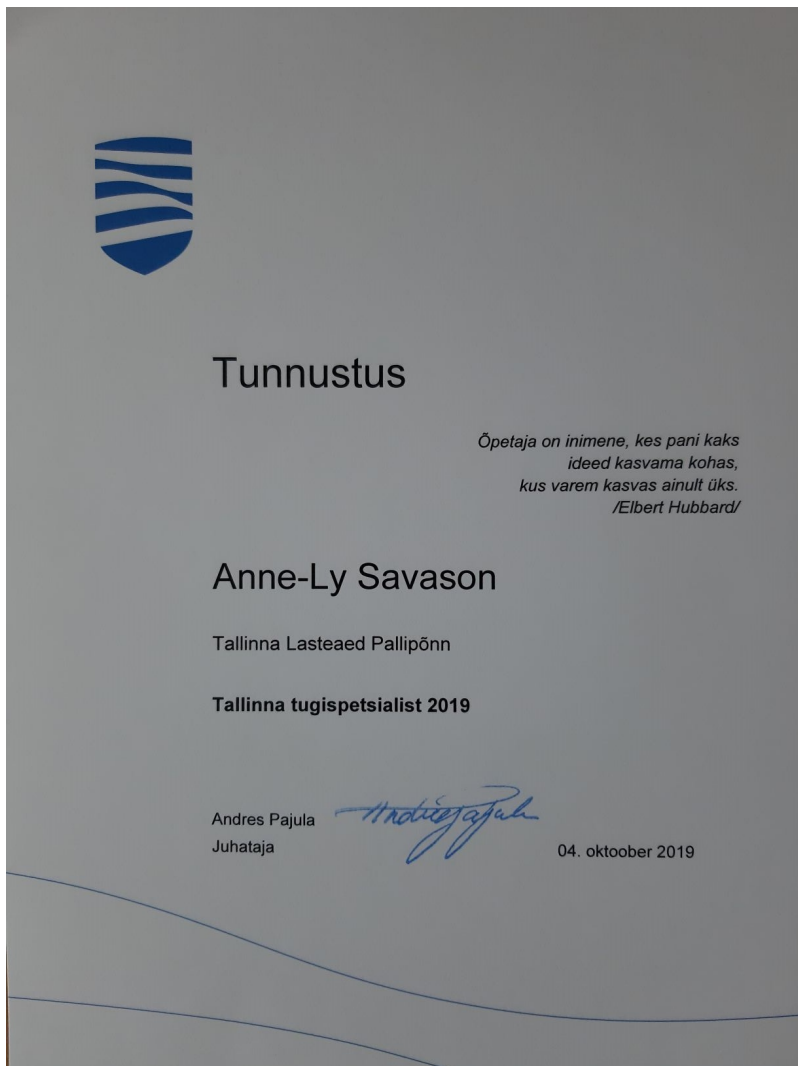 Tunnustus
Õpetaja on inimene, kes pani kaks
ideed kasvama kohas,
kus varem kasvas ainult üks.
/Elbert Hubbard/
Anne-Ly Savason
Tallinna Lasteaed Pallipõnn
Tallinna tugispetsialist 2019
Andres Pajula
Juhataja
04. oktoober 2019